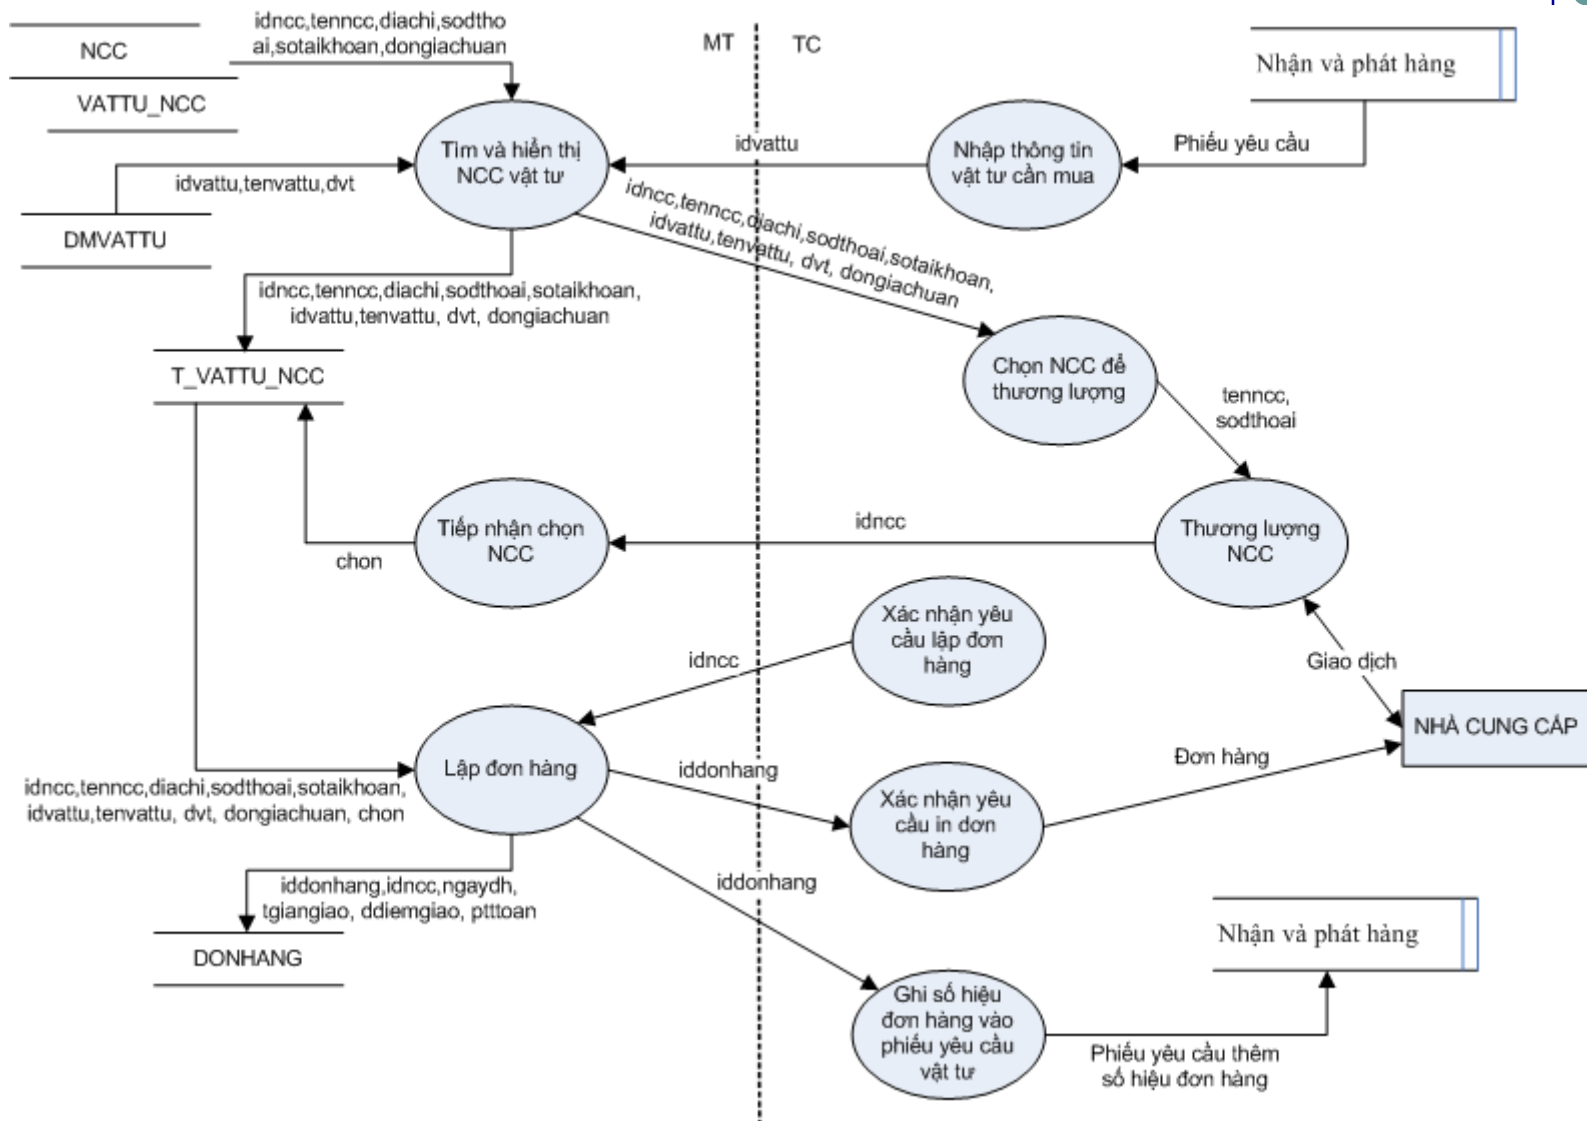 idncc,tenncc,diachi,sodtho
ai,sotaikhoan,dongiachuan
NCC
VATTU_NCC
MT
TC
Nhận và phát hàng
Tìm và hiển thị
NCC vật tư
idvattu
Nhập thông tin
vật tư cần mua
Phiếu yêu cầu
idvattu,tenvattu,dvt
DMVATTU
idncc,tenncc,diachi,sodthoai,sotaikhoan,
idvattu,tenvattu, dvt, dongiachuan
idncc,tenncc,diachi,sodthoai,sotaikhoan,
idvattu,tenvattu, dvt, dongiachuan
T_VATTU_NCC
Chọn NCC để
thương lượng
tenncc,
sodthoai
Tiếp nhận chọn
NCC
idncc
Thương lượng
NCC
chon
Xác nhận yêu
cầu lập đơn
hàng
idncc
Giao dịch
NHÀ CUNG CẤP
Lập đơn hàng
iddonhang
Đơn hàng
Xác nhận yêu
cầu in dơn
hàng
idncc,tenncc,diachi,sodthoai,sotaikhoan,
idvattu,tenvattu, dvt, dongiachuan, chon
iddonhang,idncc,ngaydh,
tgiangiao, ddiemgiao, ptttoan
iddonhang
DONHANG
Nhận và phát hàng
Ghi số hiệu
đơn hàng vào
phiếu yêu cầu
vật tư
Phiếu yêu cầu thêm
số hiệu đơn hàng